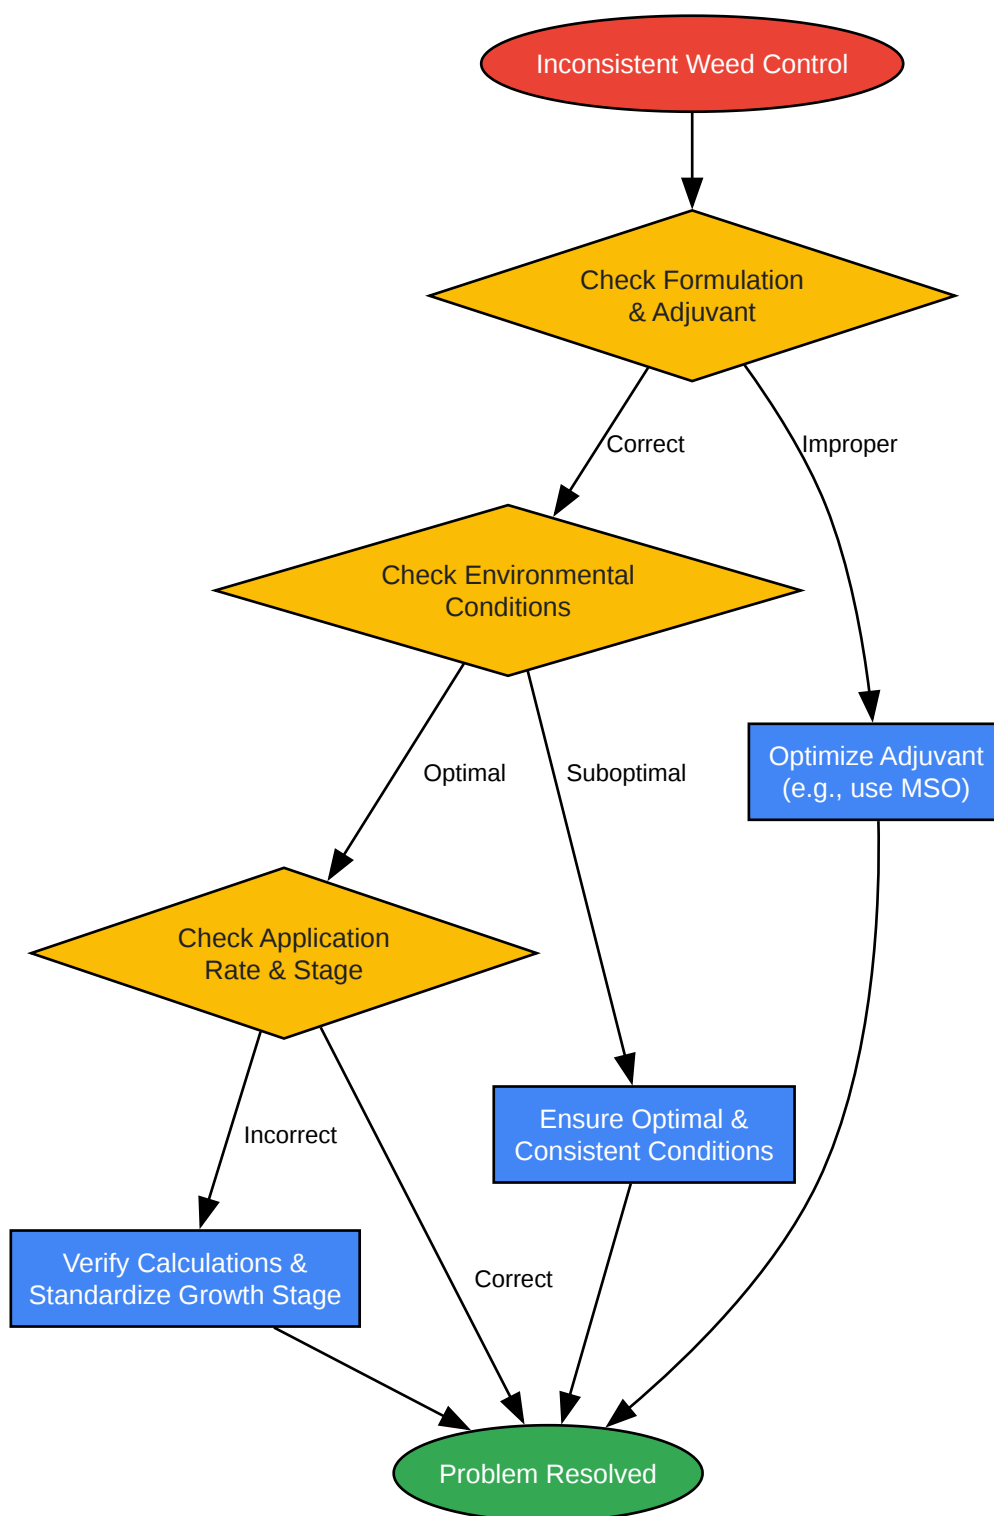 Inconsistent Weed Control
Check Formulation
& Adjuvant
Correct
Improper
Check Environmental
Conditions
Optimal
Suboptimal
Optimize Adjuvant
(e.g., use MSO)
Check Application
Rate & Stage
Incorrect
Ensure Optimal &
Consistent Conditions
Verify Calculations &
Standardize Growth Stage
Correct
Problem Resolved